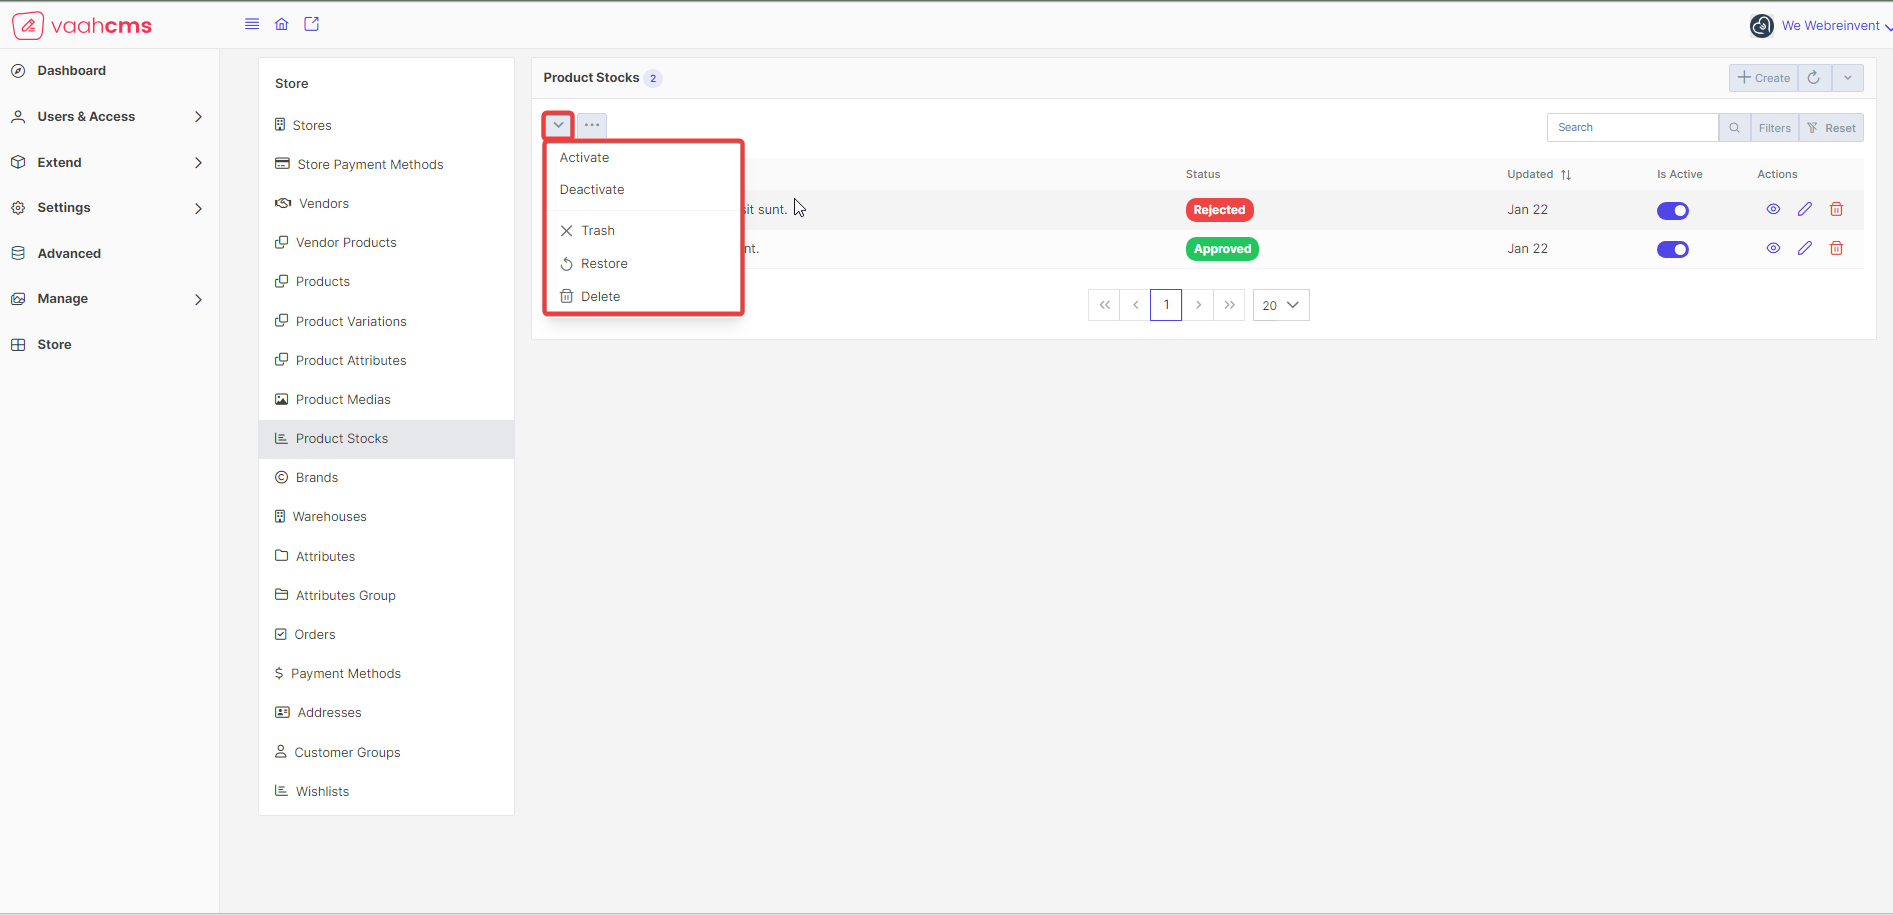 vaahcms
We Webreinvent
Dashboard
Users & Access
Extend
Settings
Advanced
Manage
Store
Store
Stores
Store Payment Methods
Vendors
Vendor Products
Products
Product Variations
Product Attributes
Product Medias
Product Stocks
Brands
Warehouses
Attributes
Attributes Group
Orders
Payment Methods
Addresses
Customer Groups
Wishlists
Product Stocks 2
Create
Search
Filters
Reset
Activate
Deactivate
Trash
Restore
Delete
Status Updated Is Active Actions
sit sunt. Rejected Jan 22
nt. Approved Jan 22
1
20